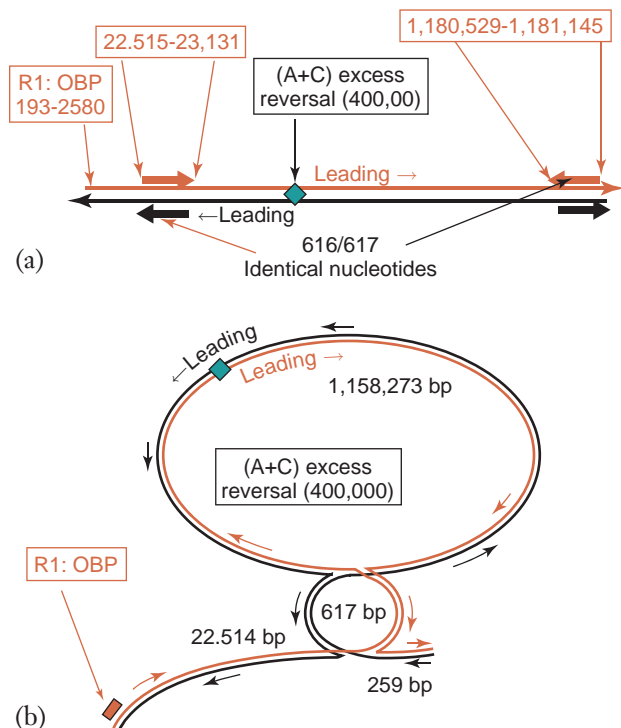 22.515-23,131
1,180,529-1,181,145
R1: OBP
193-2580
(A+C) excess
reversal (400,00)
Leading →
←Leading
616/617
Identical nucleotides
(a)
←Leading
Leading →
1,158,273 bp
(A+C) excess
reversal (400,000)
R1: OBP
617 bp
22.514 bp
259 bp
(b)